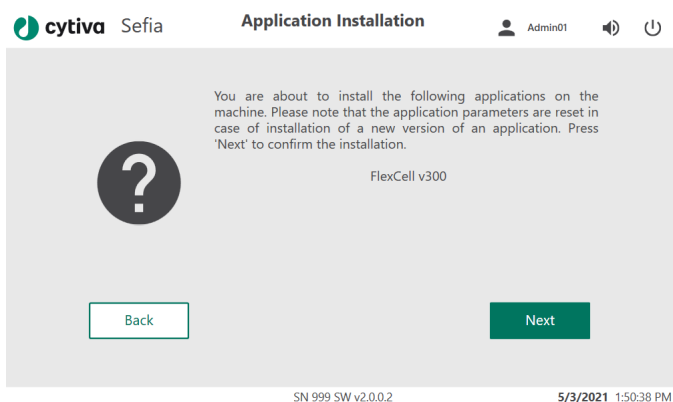 cytiva Sefia Application Installation Admin01
You are about to install the following applications on the
machine. Please note that the application parameters are reset in
case of installation of a new version of an application. Press
'Next' to confirm the installation.
FlexCell v300
?
Back Next
SN 999 SW v2.0.0.2 5/3/2021 1:50:38 PM